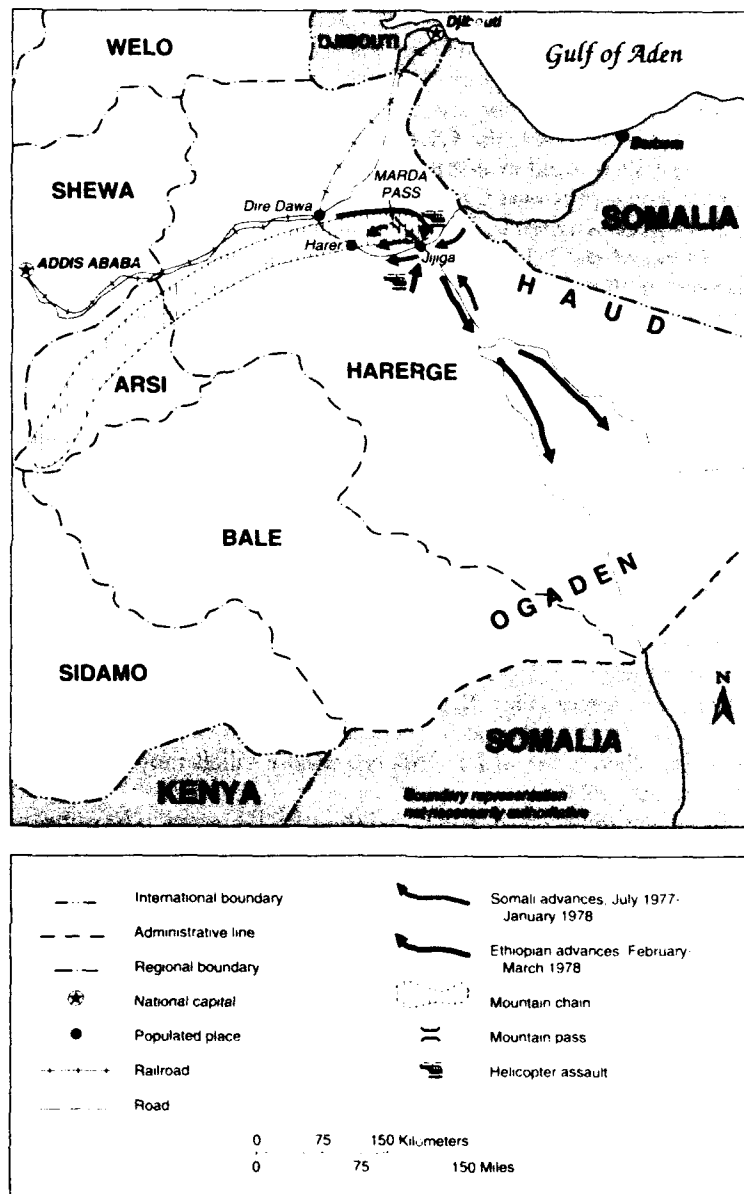 Djibouti
WELO
DJIBOUTI
Gulf of Aden
Berbera
MARDA
PASS
SHEWA
Dire Dawa
SOMALIA
ADDIS ABABA
Harer
Jijiga
HAUD
ARSI
HARERGE
BALE
OGADEN
SIDAMO
N
SOMALIA
KENYA
Boundary representation
not necessarily authoritative
International boundary
Administrative line
Regional boundary
National capital
Populated place
Railroad
Road
Somali advances, July 1977-
January 1978
Ethiopian advances, February-
March 1978
Mountain chain
Mountain pass
Helicopter assault
0 75 150 Kilometers
0 75 150 Miles